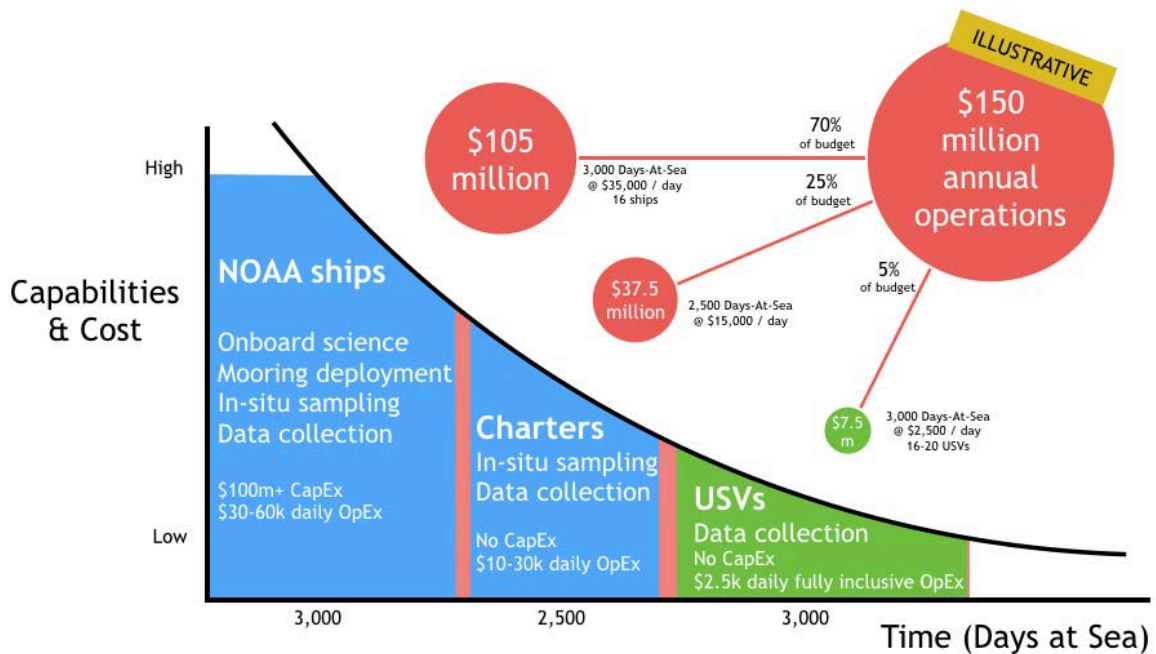 ILLUSTRATIVE
$150
million
annual
operations
$105
million
70%
of budget
3,000 Days-At-Sea
@ $35,000 / day
16 ships
25%
of budget
$37.5
million
2,500 Days-At-Sea
@ $15,000 / day
5%
of budget
$7.5
m
3,000 Days-At-Sea
@ $2,500 / day
16-20 USVs
High
Capabilities
& Cost
Low
NOAA ships
Onboard science
Mooring deployment
In-situ sampling
Data collection
$100m+ CapEx
$30-60k daily OpEx
Charters
In-situ sampling
Data collection
No CapEx
$10-30k daily OpEx
USVs
Data collection
No CapEx
$2.5k daily fully inclusive OpEx
3,000
2,500
3,000
Time (Days at Sea)